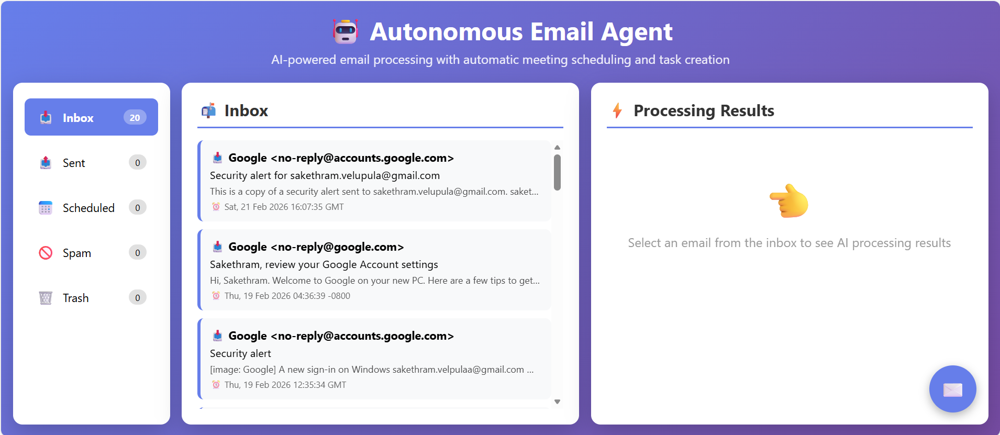 Autonomous Email Agent
AI-powered email processing with automatic meeting scheduling and task creation
Inbox 20
Sent 0
Scheduled 0
Spam 0
Trash 0
Inbox
Google <no-reply@accounts.google.com>
Security alert for sakethram.velupula@gmail.com
This is a copy of a security alert sent to sakethram.velupula@gmail.com. saket...
Sat, 21 Feb 2026 16:07:35 GMT
Google <no-reply@google.com>
Sakethram, review your Google Account settings
Hi, Sakethram. Welcome to Google on your new PC. Here are a few tips to get...
Thu, 19 Feb 2026 04:36:39 -0800
Google <no-reply@accounts.google.com>
Security alert
[image: Google] A new sign-in on Windows sakethram.velpulaa@gmail.com ...
Thu, 19 Feb 2026 12:35:34 GMT
Processing Results
Select an email from the inbox to see AI processing results